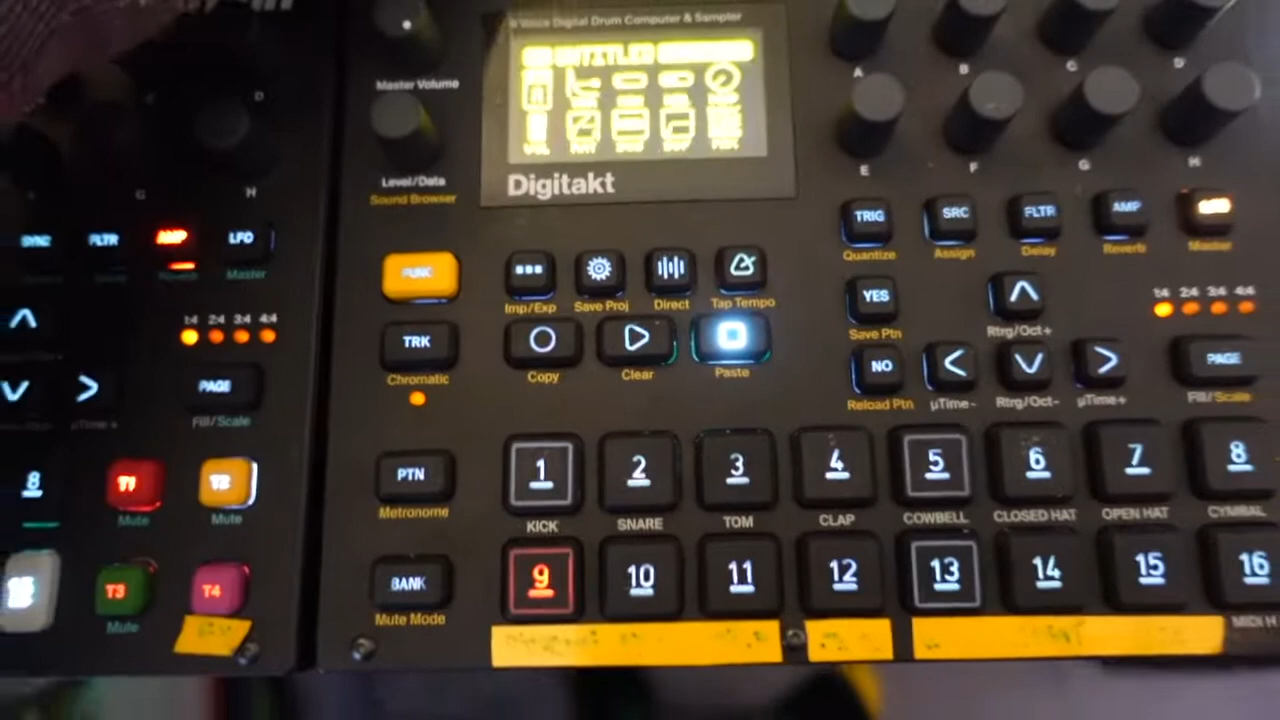 8 Voice Digital Drum Computer & Sampler
Master Volume
UNTITLED
D
A
B
C
D
Level/Data
Sound Browser
Digitakt
G
H
E
F
G
H
SYNC
FLTR
AMP
LFO
Master
FUNC
Imp/Exp
Save Proj
Direct
Tap Tempo
TRIG
SRC
FLTR
AMP
LFO
Quantize
Assign
Delay
Reverb
Master
1:4 2:4 3:4 4:4
TRK
Chromatic
Copy
Clear
Paste
YES
Save Ptn
Rtrg/Oct+
1:4 2:4 3:4 4:4
µTime+
PAGE
Fill/Scale
NO
Reload Ptn
µTime-
Rtrg/Oct-
µTime+
PAGE
Fill/Scale
8
T1
Mute
T2
Mute
PTN
Metronome
1
2
3
4
5
6
7
8
KICK
SNARE
TOM
CLAP
COWBELL
CLOSED HAT
OPEN HAT
CYMBAL
T3
Mute
T4
BANK
Mute Mode
9
10
11
12
13
14
15
16
MIDI H